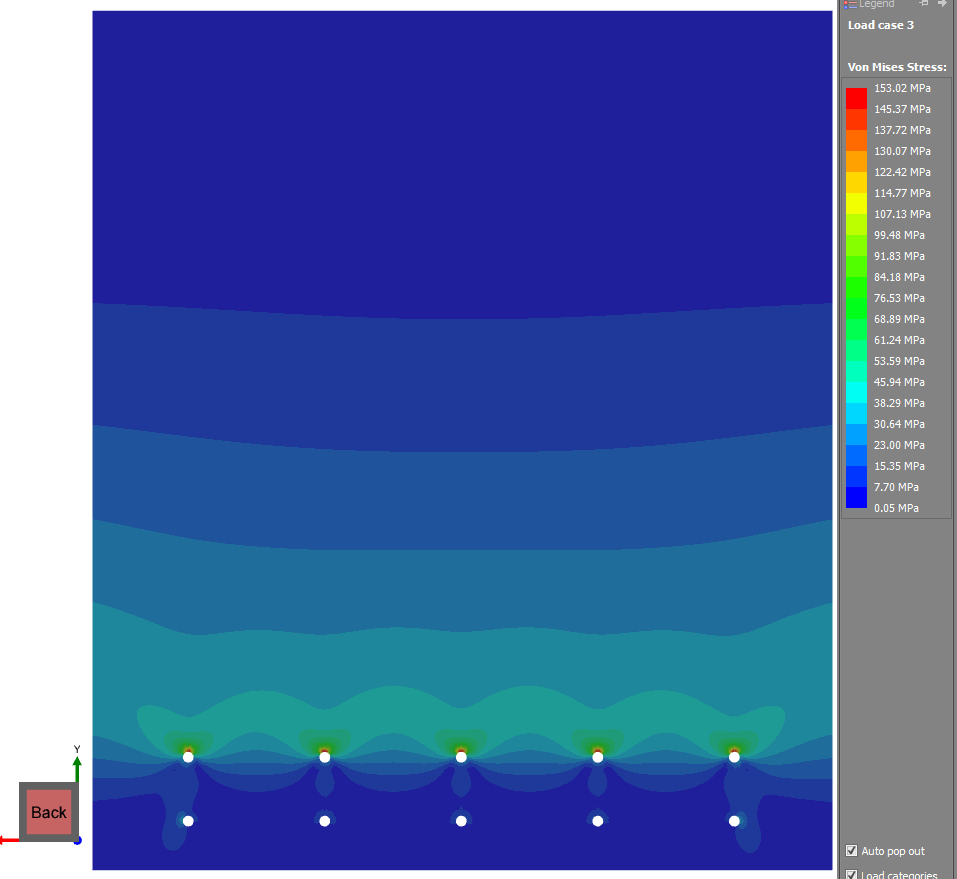 Legend
Load case 3
Von Mises Stress:
153.02 MPa
145.37 MPa
137.72 MPa
130.07 MPa
122.42 MPa
114.77 MPa
107.13 MPa
99.48 MPa
91.83 MPa
84.18 MPa
76.53 MPa
68.89 MPa
61.24 MPa
53.59 MPa
45.94 MPa
38.29 MPa
30.64 MPa
23.00 MPa
15.35 MPa
7.70 MPa
0.05 MPa
Y
Back
Auto pop out
Load categories